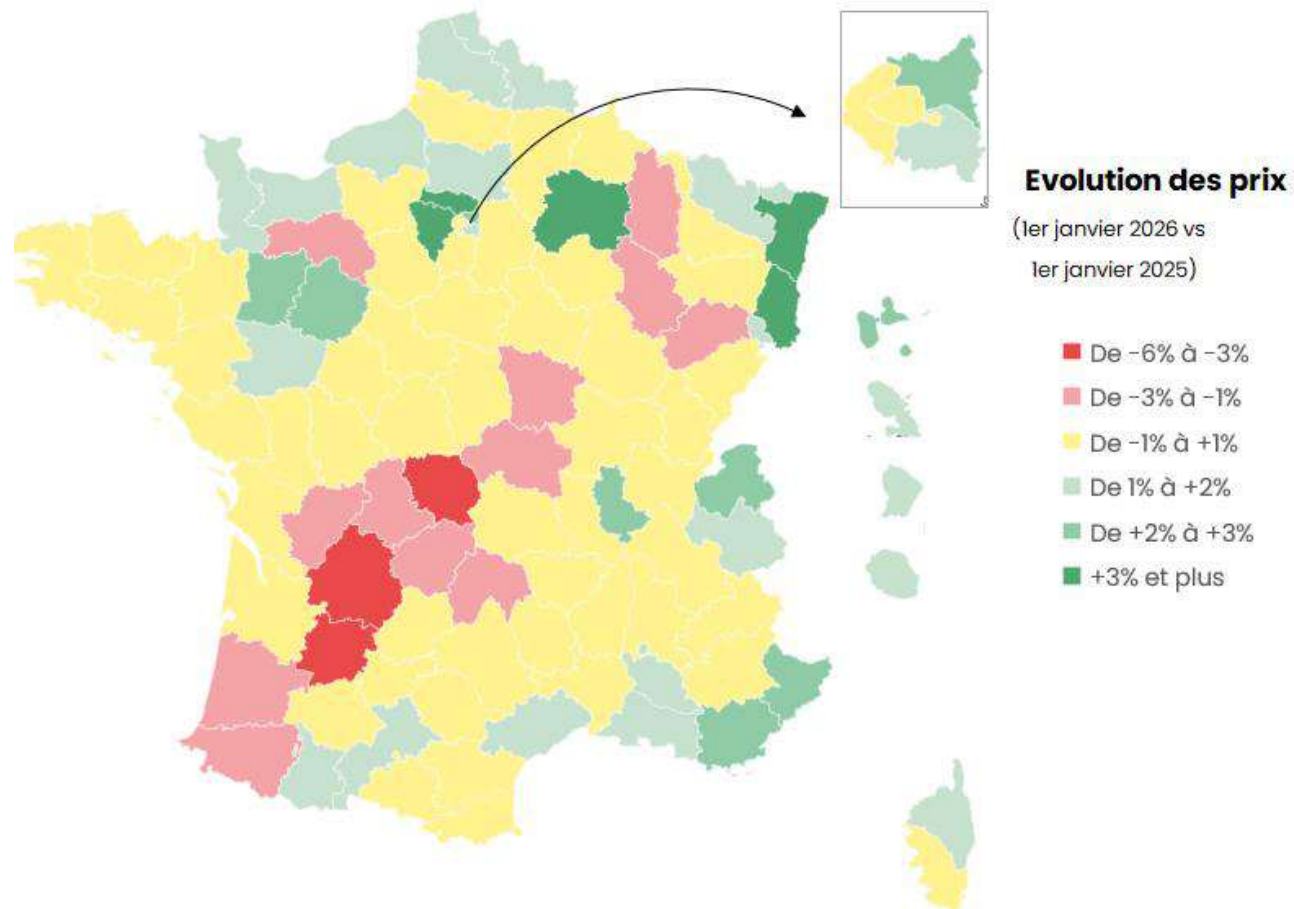 Evolution des prix
(1er janvier 2026 vs
1er janvier 2025)
De -6% à -3%
De -3% à -1%
De -1% à +1%
De 1% à +2%
De +2% à +3%
+3% et plus